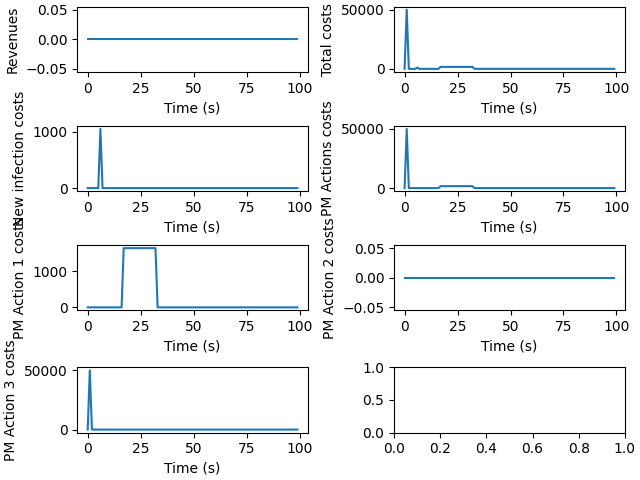 Revenues
0.05
0.00
−0.05
0 25 50 75 100
Time (s)
Total costs
50000
0
0 25 50 75 100
Time (s)
New infection costs
1000
0
0 25 50 75 100
Time (s)
PM Actions costs
50000
0
0 25 50 75 100
Time (s)
PM Action 1 costs
1000
0
0 25 50 75 100
Time (s)
PM Action 2 costs
0.05
0.00
−0.05
0 25 50 75 100
Time (s)
PM Action 3 costs
50000
0
0 25 50 75 100
Time (s)
1.0
0.5
0.0
0.0 0.2 0.4 0.6 0.8 1.0